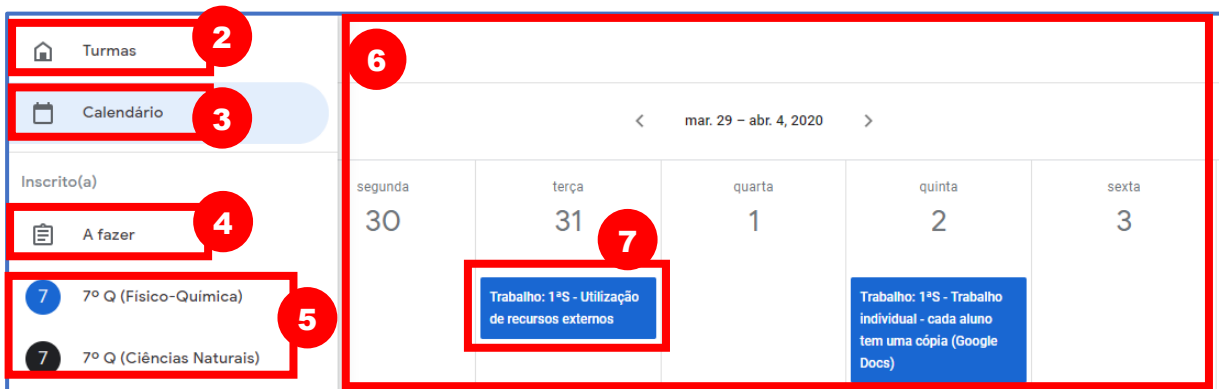 2
Turmas
3
Calendário
Inscrito(a)
4
A fazer
5
7 7º Q (Físico-Química)
7 7º Q (Ciências Naturais)
6
< mar. 29 – abr. 4, 2020 >
segunda terça quarta quinta sexta
30 31 1 2 3
7
Trabalho: 1ªS - Utilização
de recursos externos
Trabalho: 1ªS - Trabalho
individual - cada aluno
tem uma cópia (Google
Docs)